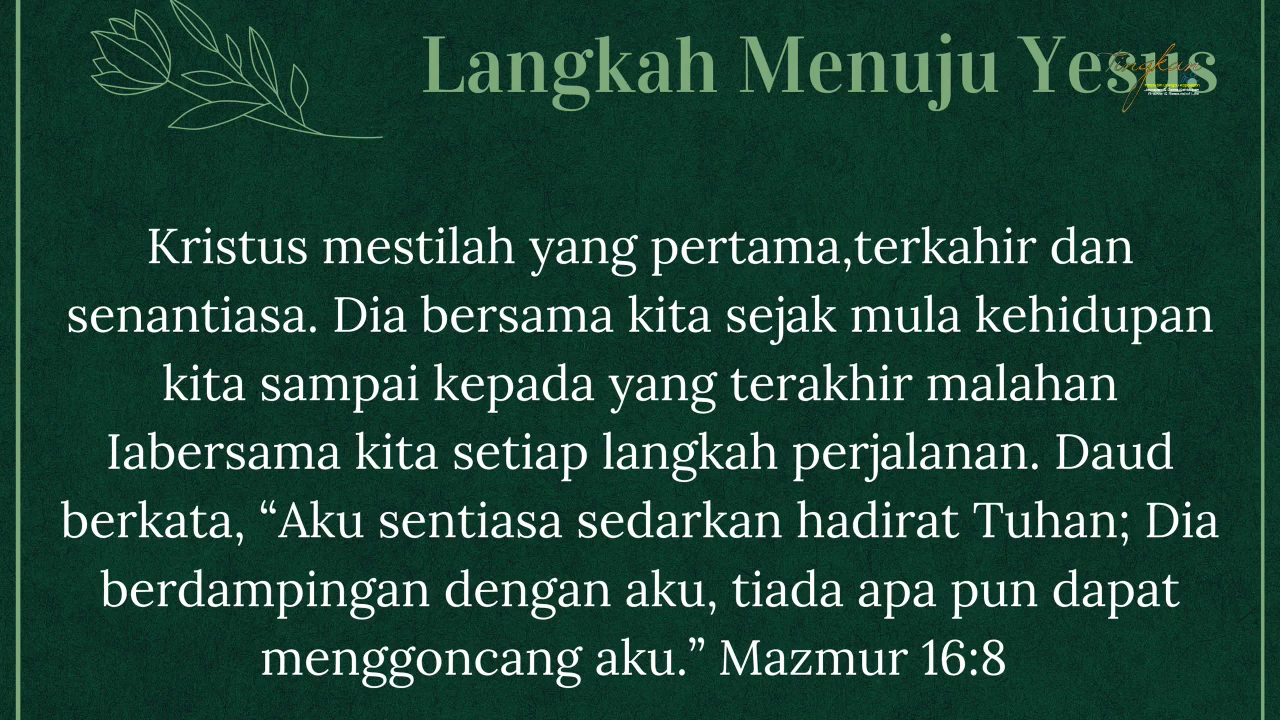 Langkah Menuju Yesus
Kristus mestilah yang pertama,terkahir dan
senantiasa. Dia bersama kita sejak mula kehidupan
kita sampai kepada yang terakhir malahan
Iabersama kita setiap langkah perjalanan. Daud
berkata, “Aku sentiasa sedarkan hadirat Tuhan; Dia
berdampingan dengan aku, tiada apa pun dapat
menggoncang aku.” Mazmur 16:8